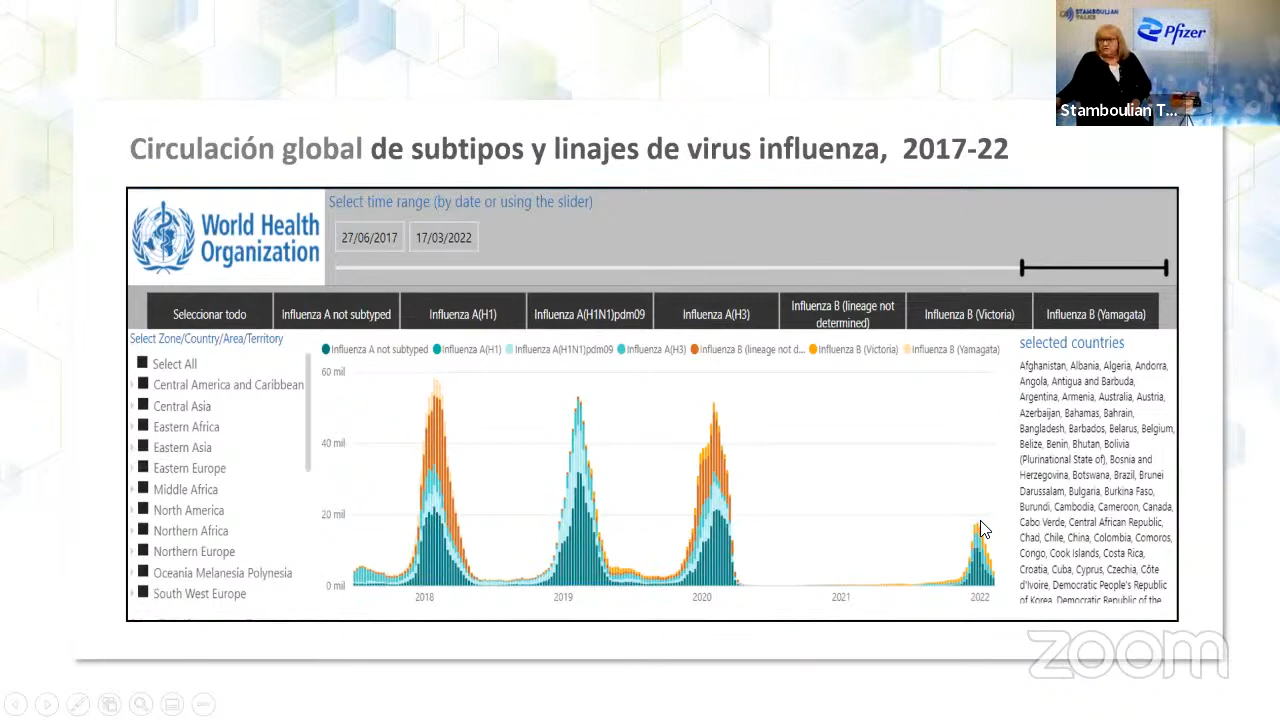 STAMBOULIAN
TALKS
Pfizer
Stamboulian T...
Circulación global de subtipos y linajes de virus influenza, 2017-22
World Health
Organization
Select time range (by date or using the slider)
27/06/2017 17/03/2022
Seleccionar todo
Influenza A not subtyped
Influenza A(H1)
Influenza A(H1N1)pdm09
Influenza A(H3)
Influenza B (lineage not
determined)
Influenza B (Victoria)
Influenza B (Yamagata)
Select Zone/Country/Area/Territory
Select All
Central America and Caribbean
Central Asia
Eastern Africa
Eastern Asia
Eastern Europe
Middle Africa
North America
Northern Africa
Northern Europe
Oceania Melanesia Polynesia
South West Europe
Influenza A not subtyped Influenza A(H1) Influenza A(H1N1)pdm09 Influenza A(H3) Influenza B (lineage not d... Influenza B (Victoria) Influenza B (Yamagata)
60 mil
40 mil
20 mil
0 mil
2018 2019 2020 2021 2022
selected countries
Afghanistan, Albania, Algeria, Andorra,
Angola, Antigua and Barbuda,
Argentina, Armenia, Australia, Austria,
Azerbaijan, Bahamas, Bahrain,
Bangladesh, Barbados, Belarus, Belgium,
Belize, Benin, Bhutan, Bolivia
(Plurinational State of), Bosnia and
Herzegovina, Botswana, Brazil, Brunei
Darussalam, Bulgaria, Burkina Faso,
Burundi, Cambodia, Cameroon, Canada,
Cabo Verde, Central African Republic,
Chad, Chile, China, Colombia, Comoros,
Congo, Cook Islands, Costa Rica,
Croatia, Cuba, Cyprus, Czechia, Côte
d'Ivoire, Democratic People's Republic
of Korea, Democratic Republic of the
zoom